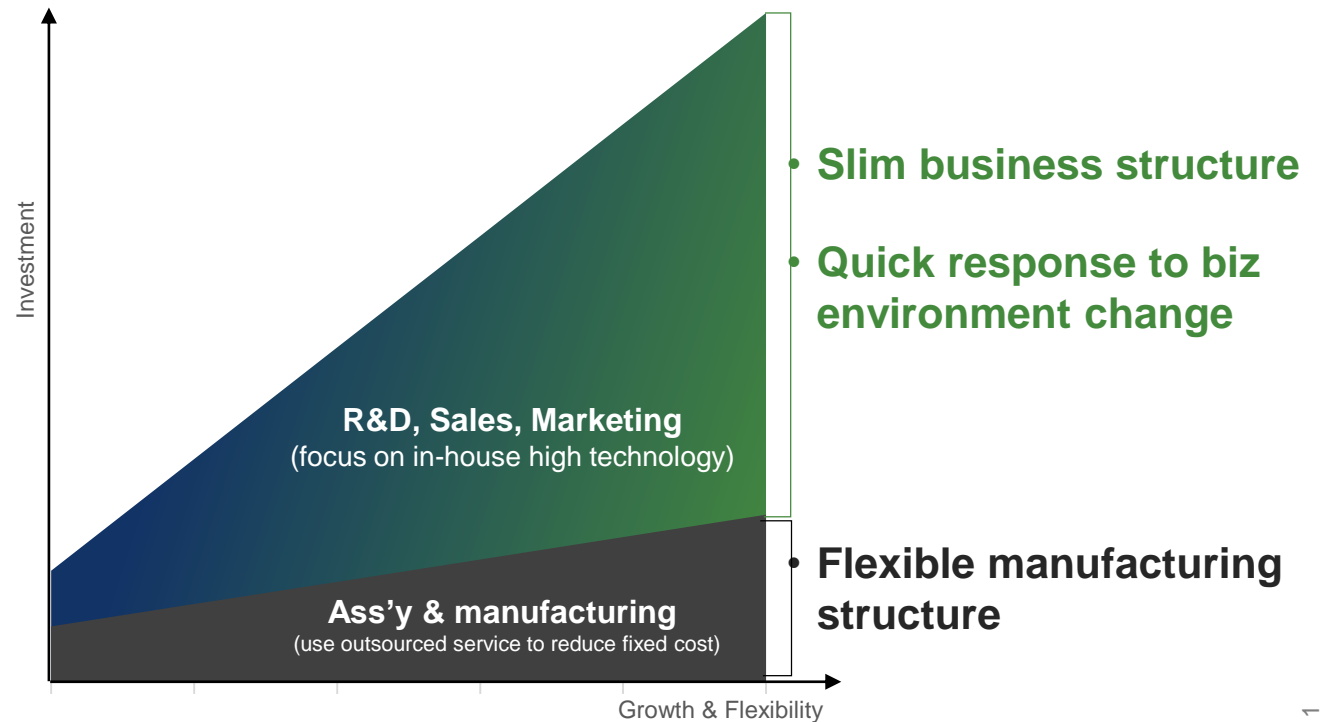 Investment
R&D, Sales, Marketing
(focus on in-house high technology)
Ass'y & manufacturing
(use outsourced service to reduce fixed cost)
Growth & Flexibility
• Slim business structure
• Quick response to biz
environment change
• Flexible manufacturing
structure
1